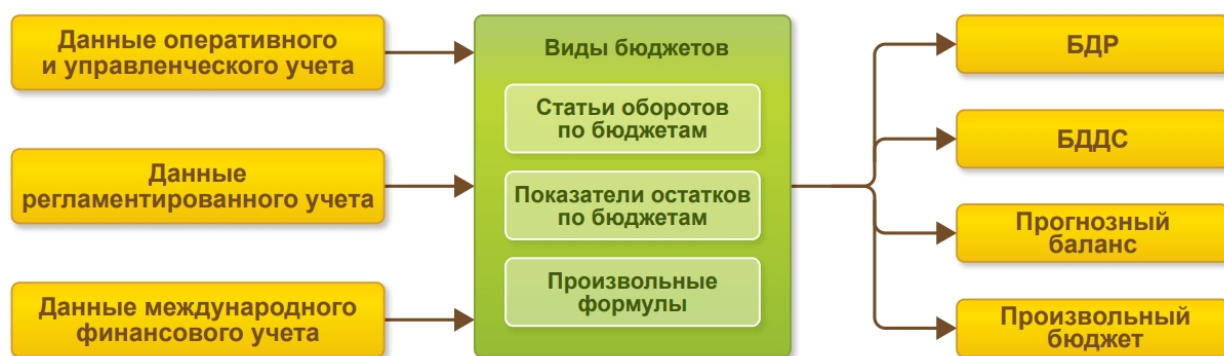 Данные оперативного
и управленческого учета
Данные
регламентированного учета
Данные международного
финансового учета
Виды бюджетов
Статьи оборотов
по бюджетам
Показатели остатков
по бюджетам
Произвольные
формулы
БДР
БДДС
Прогнозный
баланс
Произвольный
бюджет